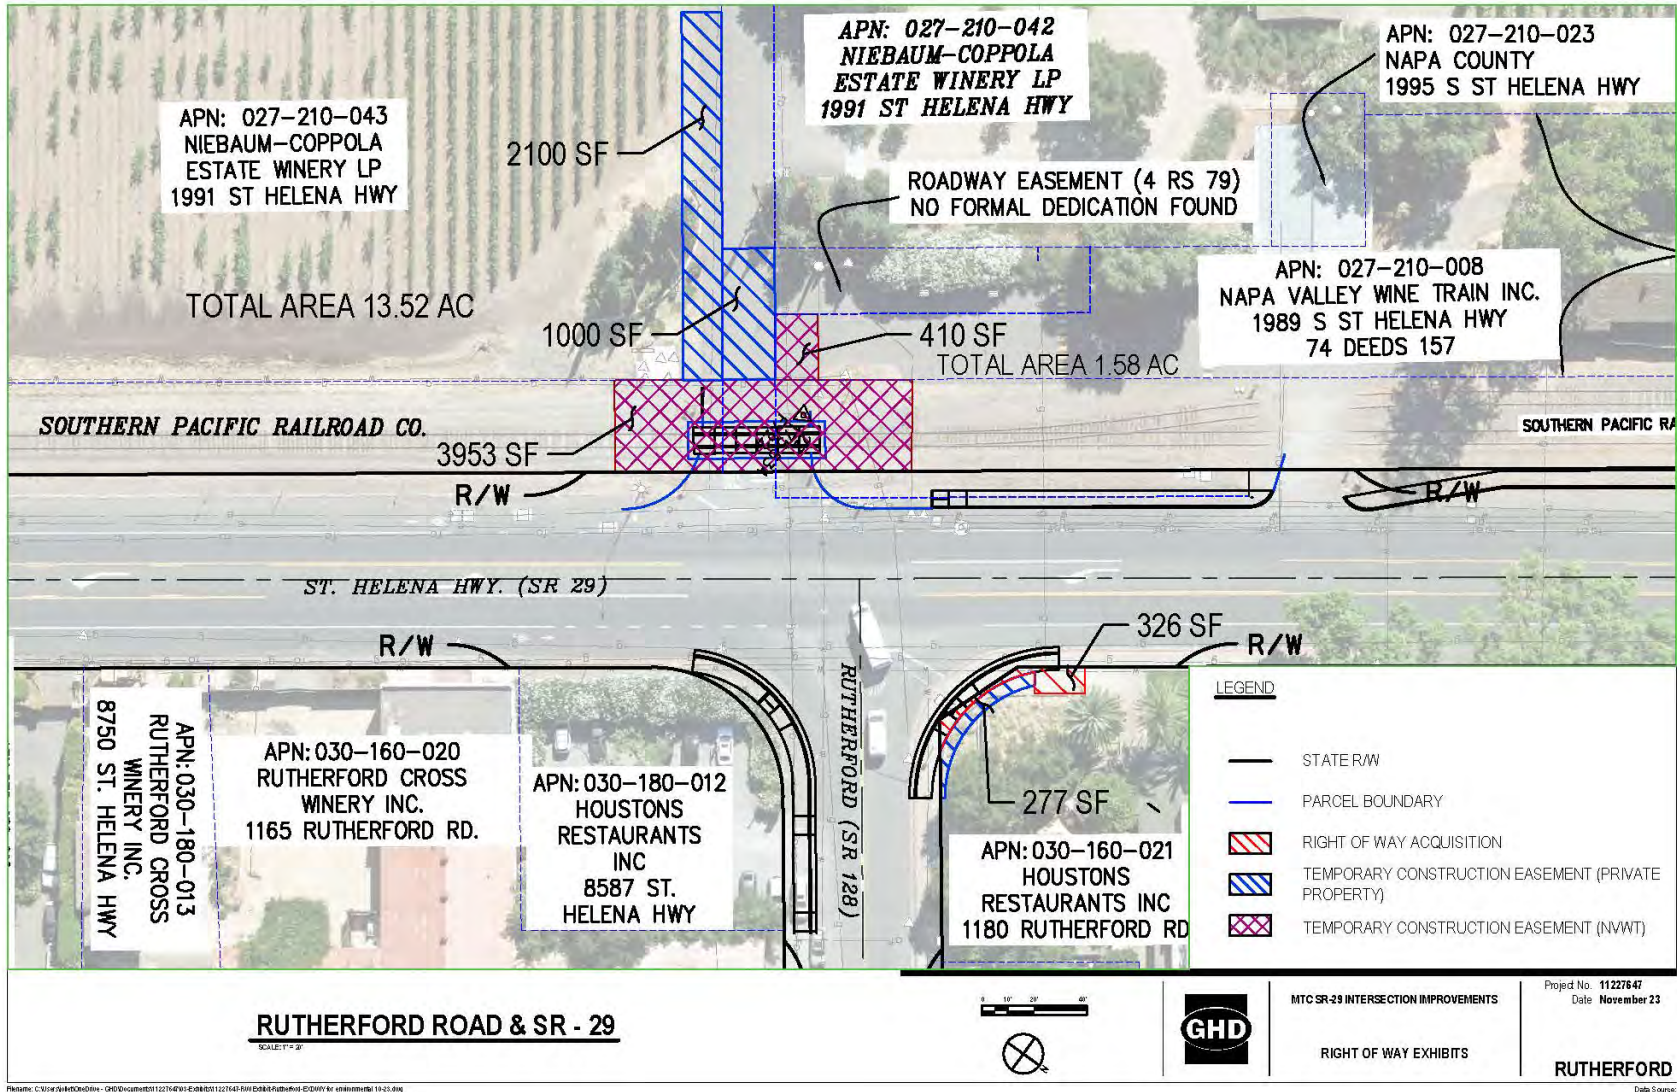 APN: 027-210-043
NIEBAUM-COPPOLA
ESTATE WINERY LP
1991 ST HELENA HWY
2100 SF
APN: 027-210-042
NIEBAUM-COPPOLA
ESTATE WINERY LP
1991 ST HELENA HWY
APN: 027-210-023
NAPA COUNTY
1995 S ST HELENA HWY
ROADWAY EASEMENT (4 RS 79)
NO FORMAL DEDICATION FOUND
APN: 027-210-008
NAPA VALLEY WINE TRAIN INC.
1989 S ST HELENA HWY
74 DEEDS 157
TOTAL AREA 13.52 AC
1000 SF
410 SF
TOTAL AREA 1.58 AC
SOUTHERN PACIFIC RAILROAD CO.
SOUTHERN PACIFIC RA
3953 SF
R/W
R/W
ST. HELENA HWY. (SR 29)
R/W
326 SF
R/W
RUTHERFORD (SR 128)
277 SF
APN: 030-180-013
RUTHERFORD CROSS
WINERY INC.
8750 ST. HELENA HWY
APN: 030-160-020
RUTHERFORD CROSS
WINERY INC.
1165 RUTHERFORD RD.
APN: 030-180-012
HOUSTONS
RESTAURANTS
INC
8587 ST.
HELENA HWY
APN: 030-160-021
HOUSTONS
RESTAURANTS INC
1180 RUTHERFORD RD
LEGEND
STATE R/W
PARCEL BOUNDARY
RIGHT OF WAY ACQUISITION
TEMPORARY CONSTRUCTION EASEMENT (PRIVATE
PROPERTY)
TEMPORARY CONSTRUCTION EASEMENT (NVWT)
RUTHERFORD ROAD & SR - 29
SCALE: 1" = 20'
0 10' 20' 40'
GHD
MTC SR-29 INTERSECTION IMPROVEMENTS
RIGHT OF WAY EXHIBITS
Project No. 11227647
Date November 23
RUTHERFORD
Data Source: